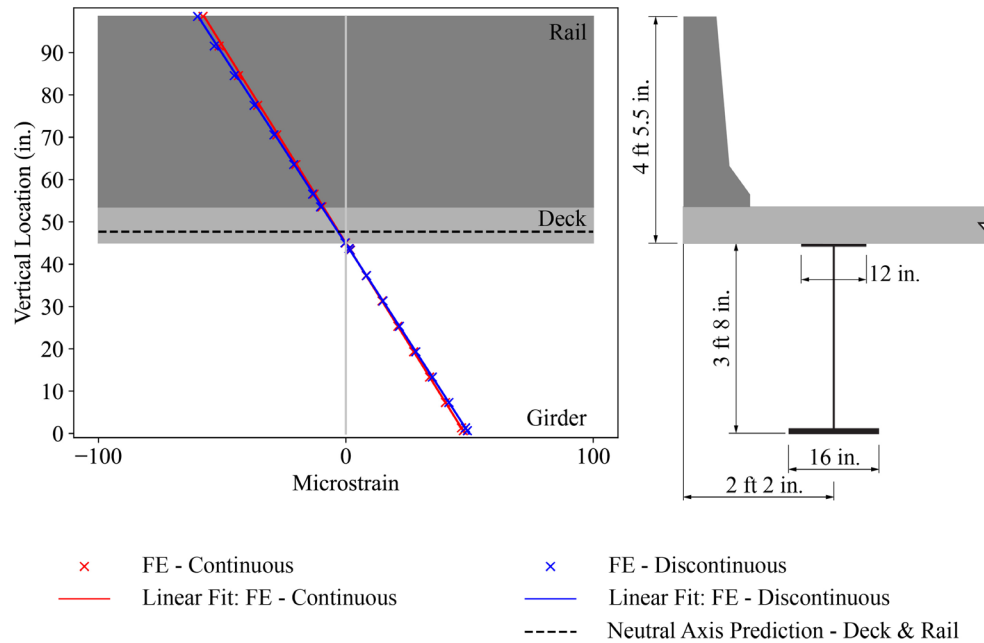 Vertical Location (in.)
90
80
70
60
50
40
30
20
10
0
−100
0
100
Microstrain
Rail
Deck
Girder
4 ft 5.5 in.
12 in.
3 ft 8 in.
16 in.
2 ft 2 in.
FE - Continuous
Linear Fit: FE - Continuous
FE - Discontinuous
Linear Fit: FE - Discontinuous
Neutral Axis Prediction - Deck & Rail